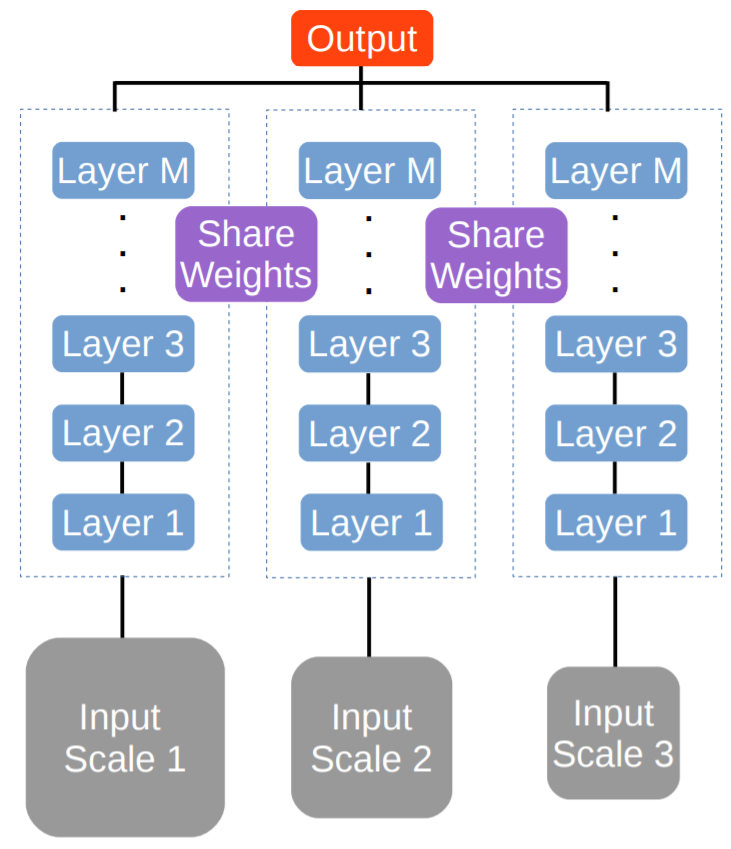 Output
Layer M
Layer M
Layer M
Share
Weights
Share
Weights
.
.
.
.
.
.
.
.
.
Layer 3
Layer 3
Layer 3
Layer 2
Layer 2
Layer 2
Layer 1
Layer 1
Layer 1
Input
Scale 1
Input
Scale 2
Input
Scale 3